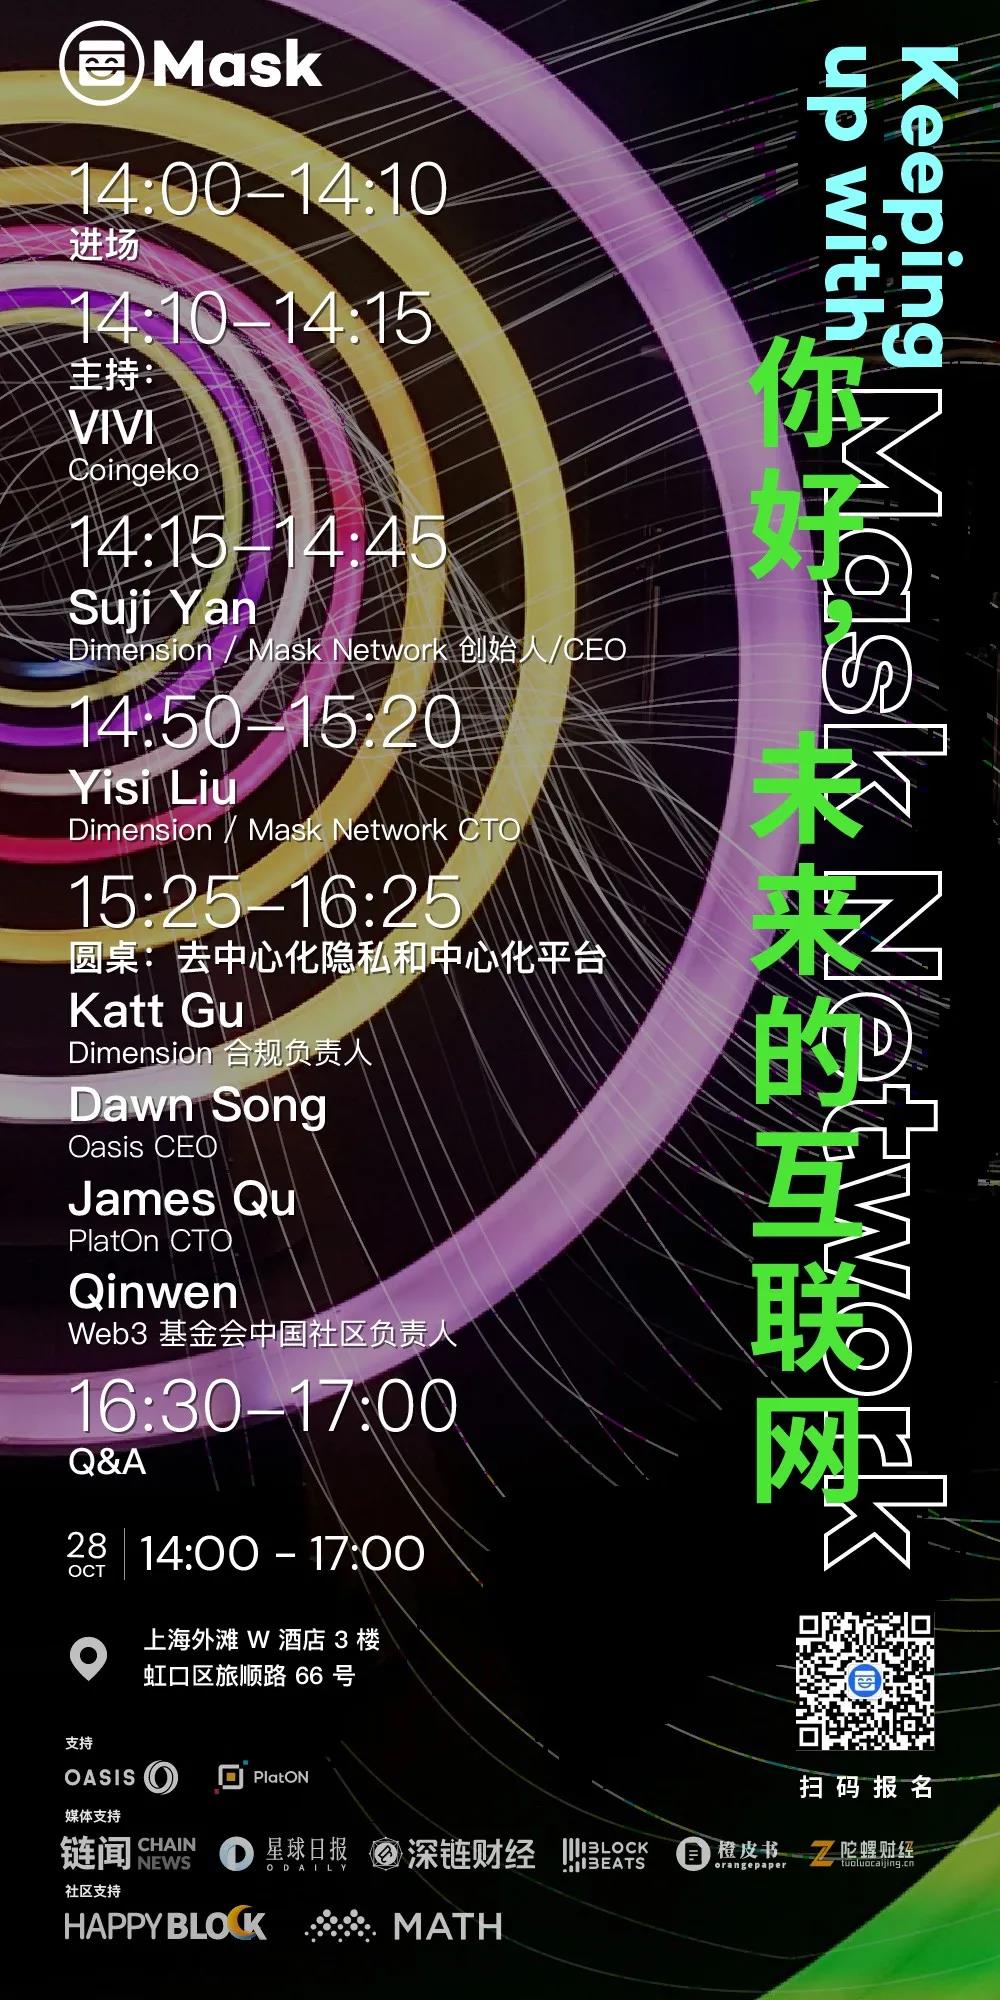 Mask
Keeping
up with
Mask Network
你好，未来的互联网
14:00–14:10
进场
14:10–14:15
主持：
VIVI
Coingeko
14:15–14:45
Suji Yan
Dimension / Mask Network 创始人/CEO
14:50–15:20
Yisi Liu
Dimension / Mask Network CTO
15:25–16:25
圆桌：去中心化隐私和中心化平台
Katt Gu
Dimension 合规负责人
Dawn Song
Oasis CEO
James Qu
PlatOn CTO
Qinwen
Web3 基金会中国社区负责人
16:30–17:00
Q&A
28
OCT
14:00 - 17:00
上海外滩 W 酒店 3 楼
虹口区旅顺路 66 号
扫码报名
支持
OASIS
PlatON
媒体支持
链闻 CHAIN NEWS
星球日报 ODAILY
深链财经
BLOCK BEATS
橙皮书 orangepaper
陀螺财经 tuoluocaijing.cn
社区支持
HAPPYBLOCK
MATH